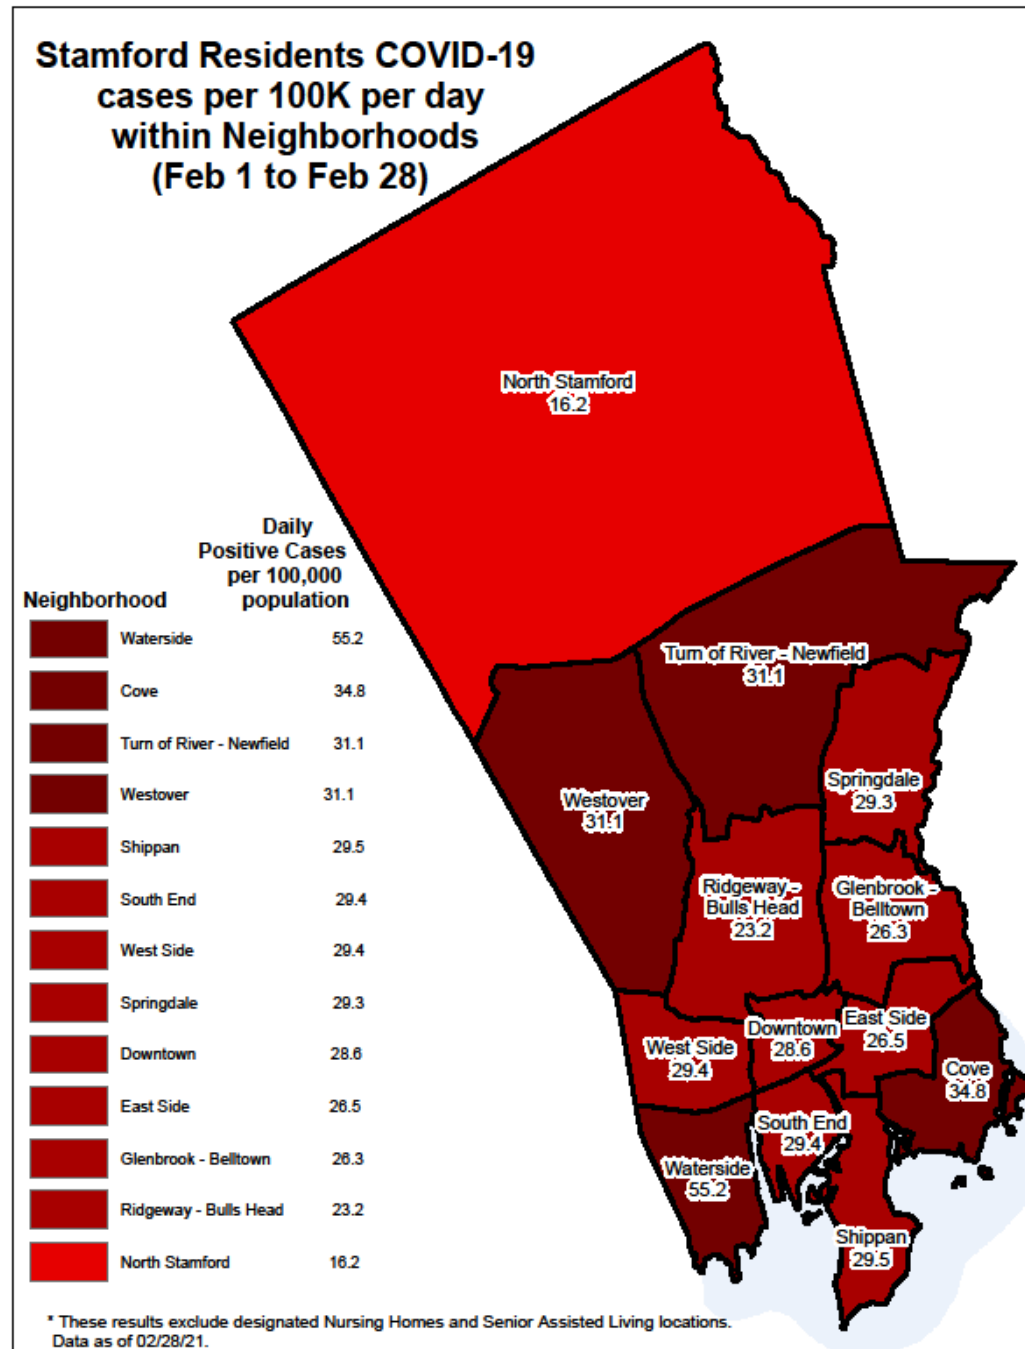 Stamford Residents COVID-19
cases per 100K per day
within Neighborhoods
(Feb 1 to Feb 28)
North Stamford
16.2
Turn of River - Newfield
31.1
Springdale
29.3
Westover
31.1
Ridgeway -
Bulls Head
23.2
Glenbrook -
Belltown
26.3
East Side
26.5
Downtown
28.6
West Side
29.4
Cove
34.8
South End
29.4
Waterside
55.2
Shippan
29.5
Daily
Positive Cases
per 100,000
Neighborhood population
Waterside 55.2
Cove 34.8
Turn of River - Newfield 31.1
Westover 31.1
Shippan 29.5
South End 29.4
West Side 29.4
Springdale 29.3
Downtown 28.6
East Side 26.5
Glenbrook - Belltown 26.3
Ridgeway - Bulls Head 23.2
North Stamford 16.2
* These results exclude designated Nursing Homes and Senior Assisted Living locations.
Data as of 02/28/21.